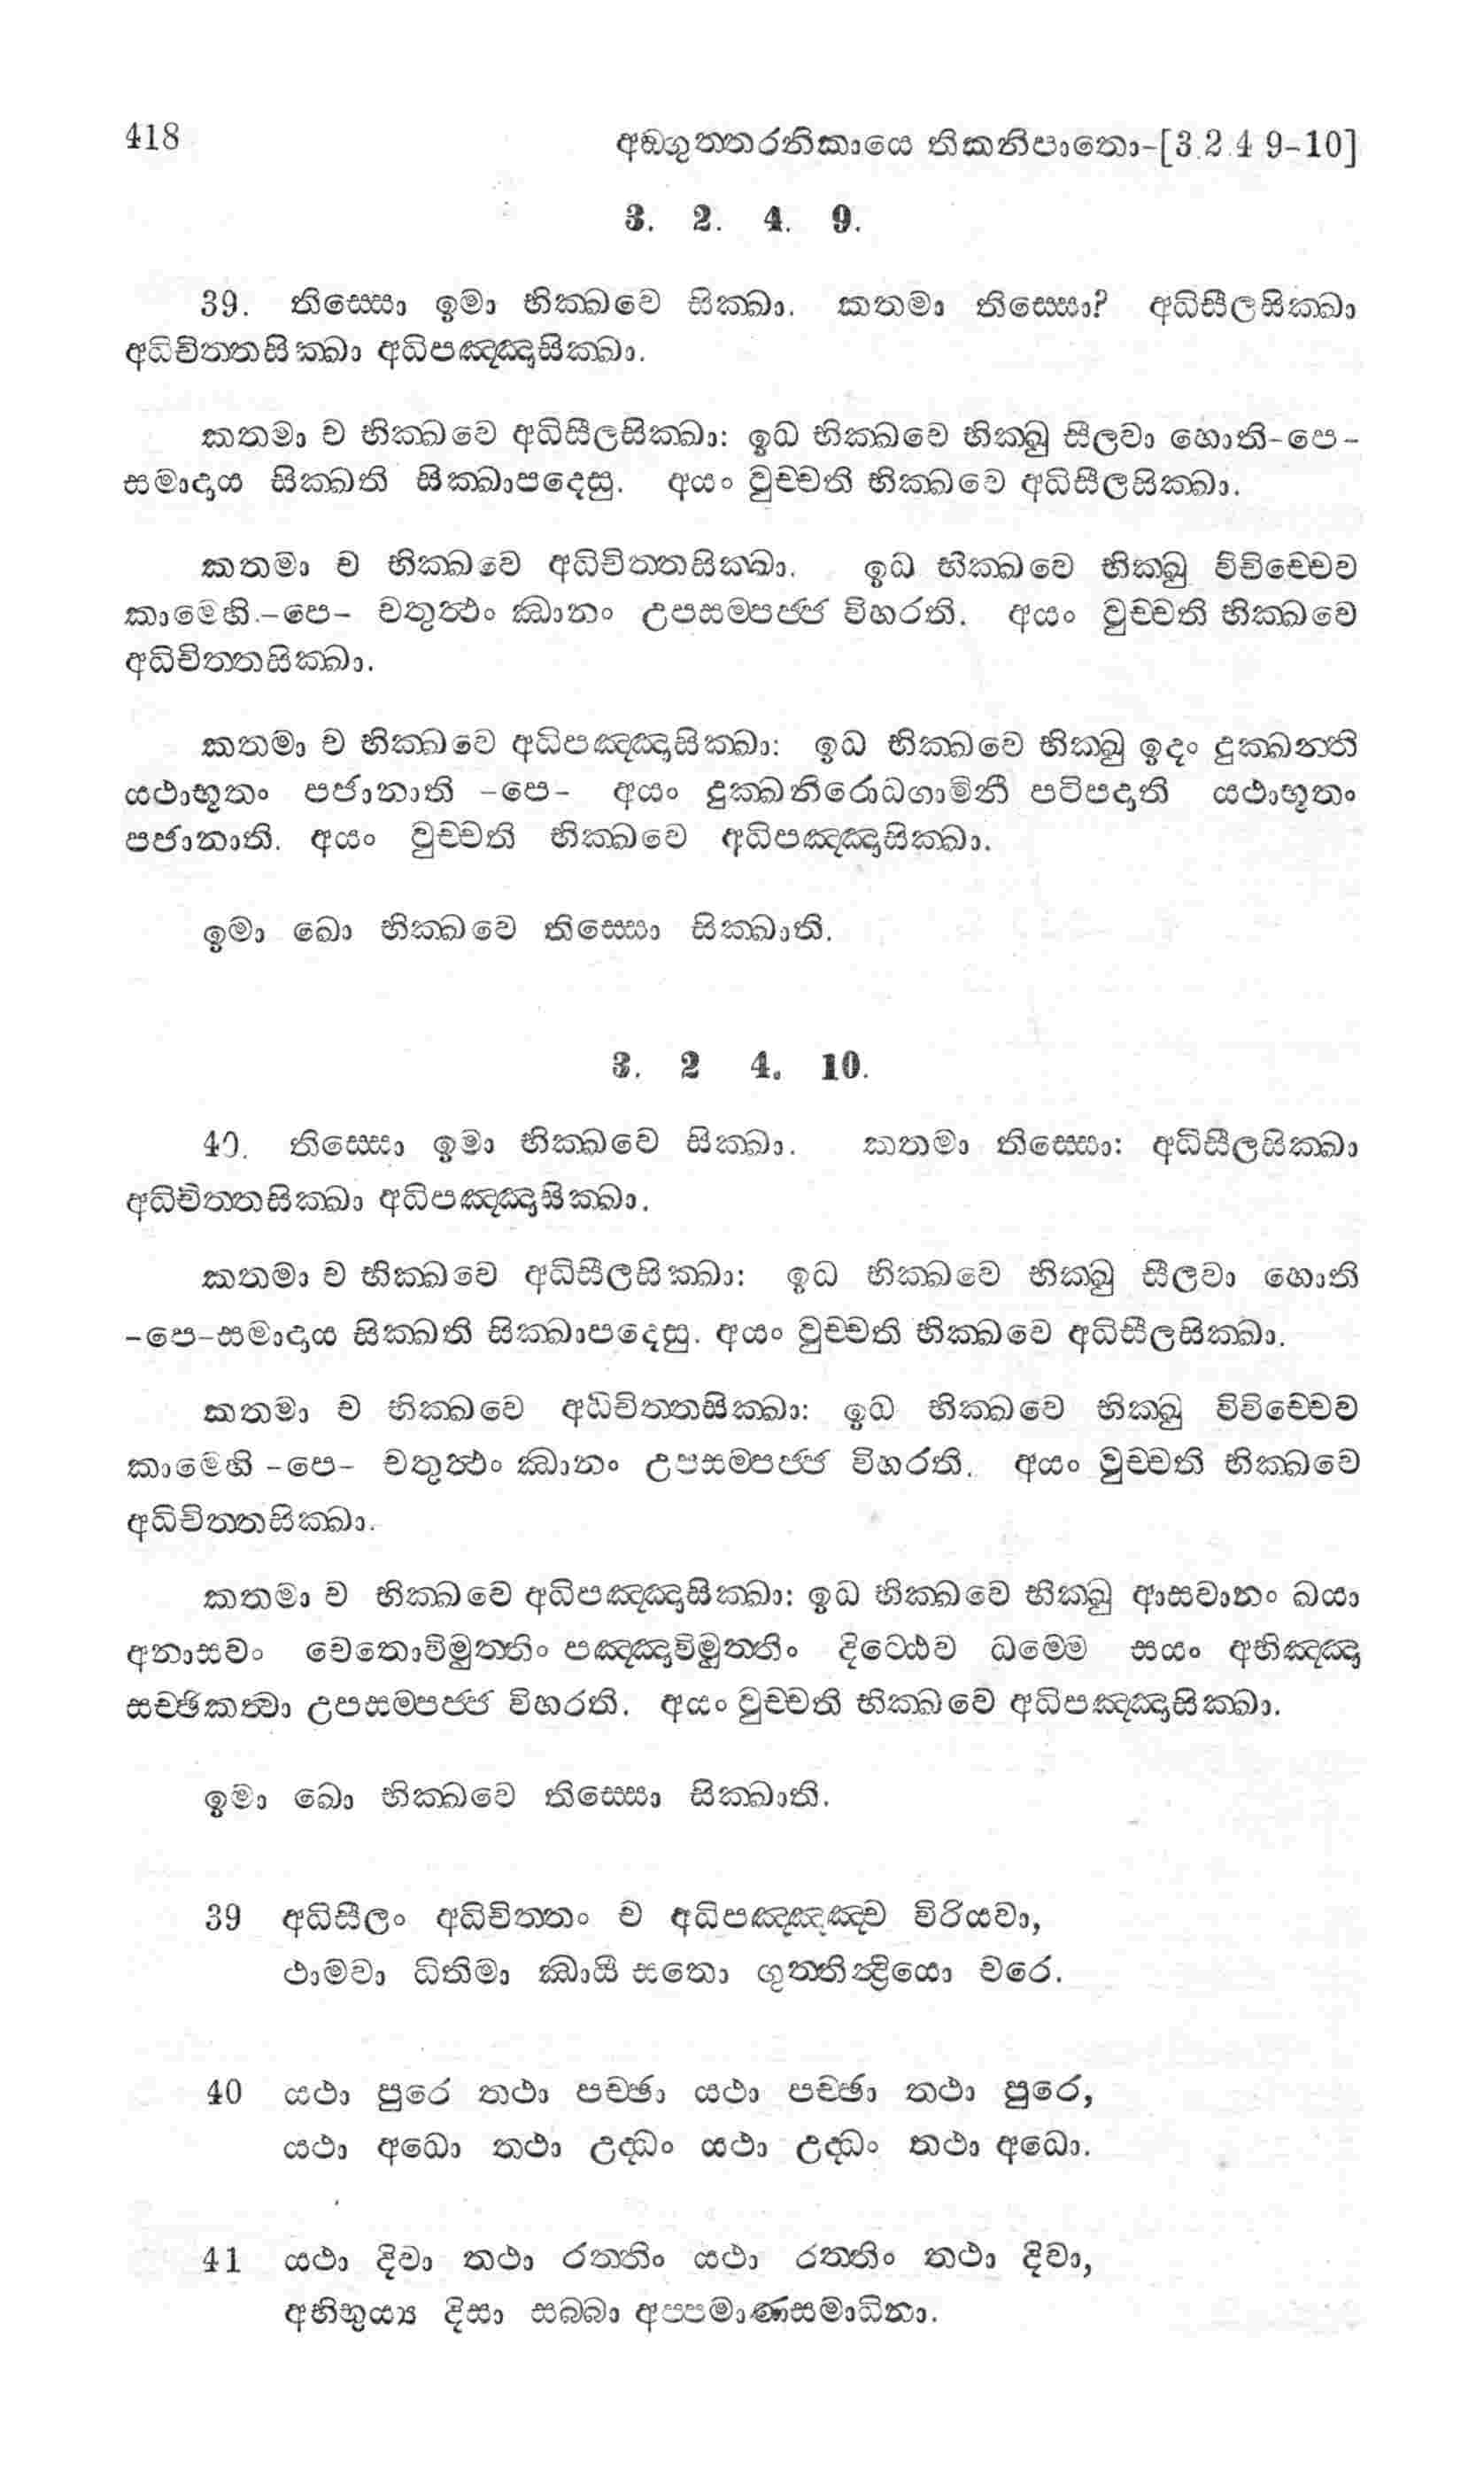 418 අඞ්ගුත්තරනිකායෙ තිකනිපාතො-[3.2.4 9-10]
3. 2. 4. 9.
39. තිස්සො ඉමා භික්ඛවෙ සික්ඛා. කතමා තිස්සො? අධිසීලසික්ඛා
අධිචිත්තසික්ඛා අධිපඤ්ඤාසික්ඛා.
කතමා ච භික්ඛවෙ අධිසීලසික්ඛා: ඉධ භික්ඛවෙ භික්ඛු සීලවා හොති-පෙ-
සමාදාය සික්ඛති සික්ඛාපදෙසු. අයං වුච්චති භික්ඛවෙ අධිසීලසික්ඛා.
කතමා ච භික්ඛවෙ අධිචිත්තසික්ඛා. ඉධ භික්ඛවෙ භික්ඛු විවිච්චෙව
කාමෙහි.-පෙ- චතුත්ථං ඣානං උපසම්පජ්ජ විහරති. අයං වුච්චති භික්ඛවෙ
අධිචිත්තසික්ඛා.
කතමා ච භික්ඛවෙ අධිපඤ්ඤාසික්ඛා: ඉධ භික්ඛවෙ භික්ඛු ඉදං දුක්ඛන්ති
යථාභූතං පජානාති -පෙ- අයං දුක්ඛනිරොධගාමිනී පටිපදාති යථාභූතං
පජානාති. අයං වුච්චති භික්ඛවෙ අධිපඤ්ඤාසික්ඛා.
ඉමා ඛො භික්ඛවෙ තිස්සො සික්ඛාති.
3. 2 4. 10.
40. තිස්සො ඉමා භික්ඛවෙ සික්ඛා. කතමා තිස්සො: අධිසීලසික්ඛා
අධිචිත්තසික්ඛා අධිපඤ්ඤාසික්ඛා.
කතමා ච භික්ඛවෙ අධිසීලසික්ඛා: ඉධ භික්ඛවෙ භික්ඛු සීලවා හොති
-පෙ-සමාදාය සික්ඛති සික්ඛාපදෙසු. අයං වුච්චති භික්ඛවෙ අධිසීලසික්ඛා.
කතමා ච භික්ඛවෙ අධිචිත්තසික්ඛා: ඉධ භික්ඛවෙ භික්ඛු විවිච්චෙව
කාමෙහි -පෙ- චතුත්ථං ඣානං උපසම්පජ්ජ විහරති. අයං වුච්චති භික්ඛවෙ
අධිචිත්තසික්ඛා.
කතමා ච භික්ඛවෙ අධිපඤ්ඤාසික්ඛා: ඉධ භික්ඛවෙ භික්ඛු ආසවානං ඛයා
අනාසවං චෙතොවිමුත්තිං පඤ්ඤාවිමුත්තිං දිට්ඨෙව ධම්මෙ සයං අභිඤ්ඤා
සච්ඡිකත්වා උපසම්පජ්ජ විහරති. අයං වුච්චති භික්ඛවෙ අධිපඤ්ඤාසික්ඛා.
ඉමා ඛො භික්ඛවෙ තිස්සො සික්ඛාති.
39 අධිසීලං අධිචිත්තං ච අධිපඤ්ඤඤ්ච විරියවා,
ථාමවා ධිතිමා ඣායී සතො ගුත්තින්ද්‍රියො චරෙ.
40 යථා පුරෙ තථා පච්ඡා යථා පච්ඡා තථා පුරෙ,
යථා අධො තථා උද්ධං යථා උද්ධං තථා අධො.
41 යථා දිවා තථා රත්තිං යථා රත්තිං තථා දිවා,
අභිභුය්‍ය දිසා සබ්බා අප්පමාණසමාධිනා.